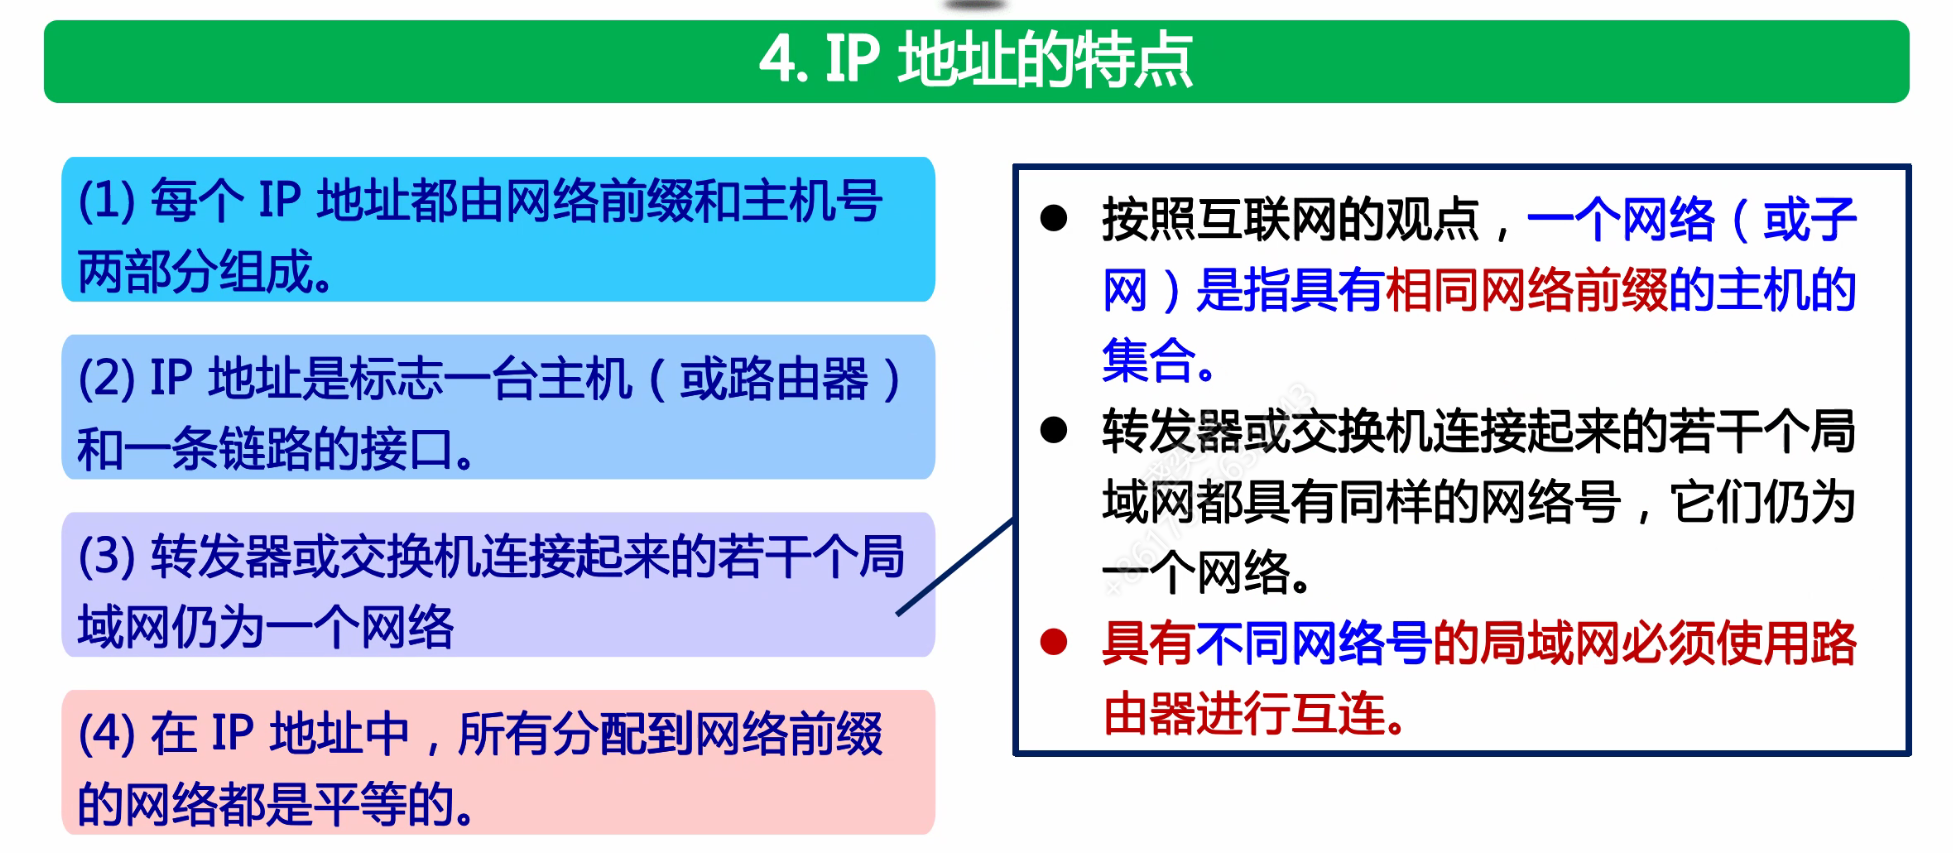 4. IP 地址的特点
(1) 每个 IP 地址都由网络前缀和主机号
两部分组成。
(2) IP 地址是标志一台主机（或路由器）
和一条链路的接口。
(3) 转发器或交换机连接起来的若干个局
域网仍为一个网络
(4) 在 IP 地址中，所有分配到网络前缀
的网络都是平等的。
● 按照互联网的观点，一个网络（或子
网）是指具有相同网络前缀的主机的
集合。
● 转发器或交换机连接起来的若干个局
域网都具有同样的网络号，它们仍为
一个网络。
● 具有不同网络号的局域网必须使用路
由器进行互连。